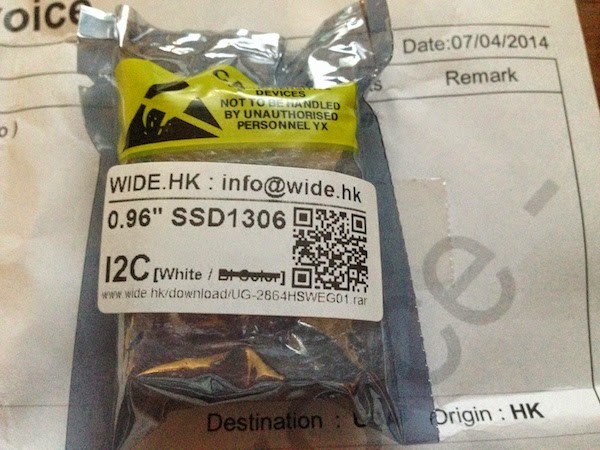 Date:07/04/2014
Remark
DEVICES
NOT TO BE HANDLED
BY UNAUTHORISED
PERSONNEL YX
WIDE.HK : info@wide.hk
0.96" SSD1306
I2C [White / Bi Color]
www.wide.hk/download/UG-2864HSWEG01.rar
Destination :
Origin : HK